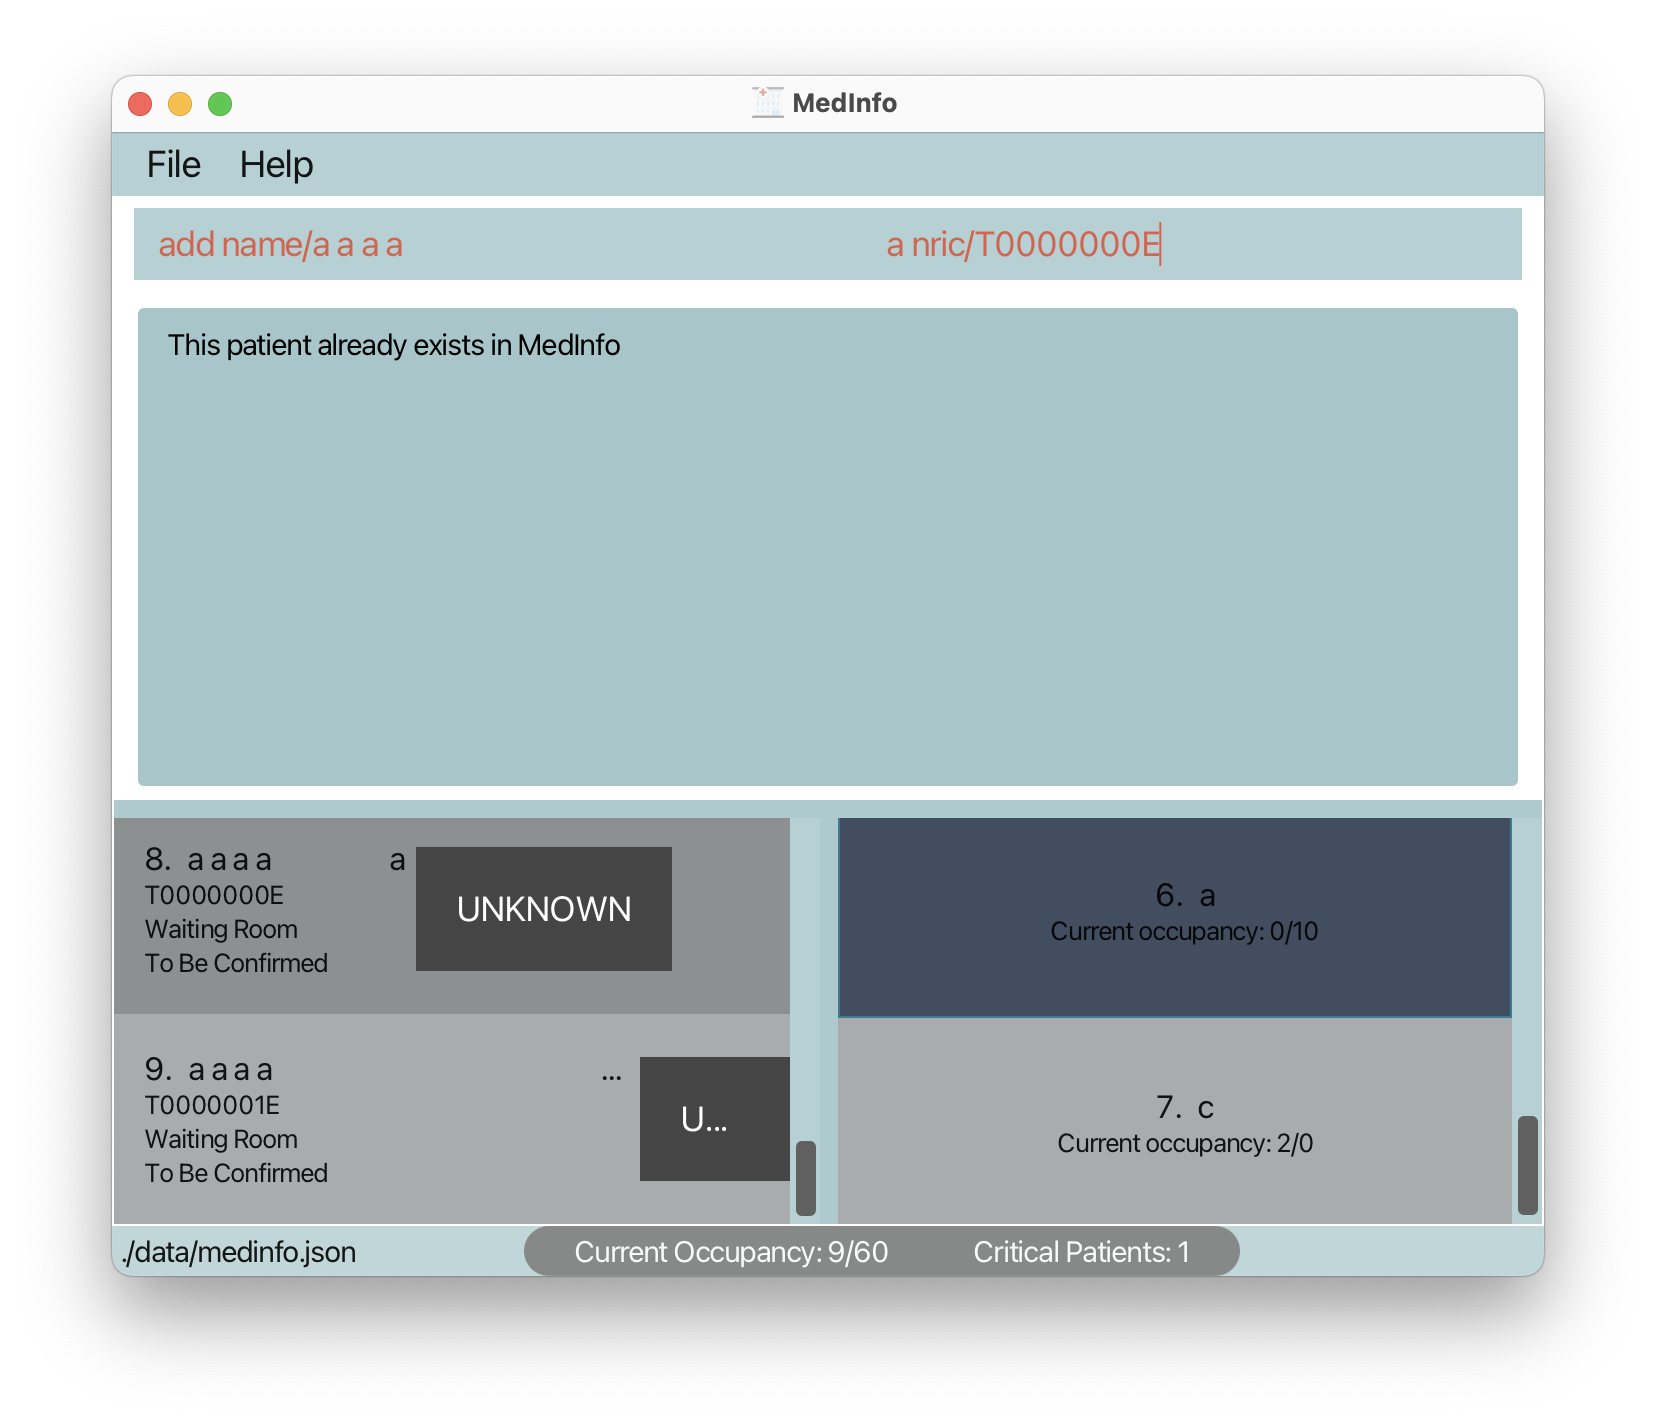 MedInfo
File Help
add name/a a a a                                        a nric/T0000000E
This patient already exists in MedInfo
8. a a a a          a
T0000000E
Waiting Room
To Be Confirmed
UNKNOWN
9. a a a a                              ...
T0000001E
Waiting Room
To Be Confirmed
U...
6. a
Current occupancy: 0/10
7. c
Current occupancy: 2/0
./data/medinfo.json
Current Occupancy: 9/60 Critical Patients: 1